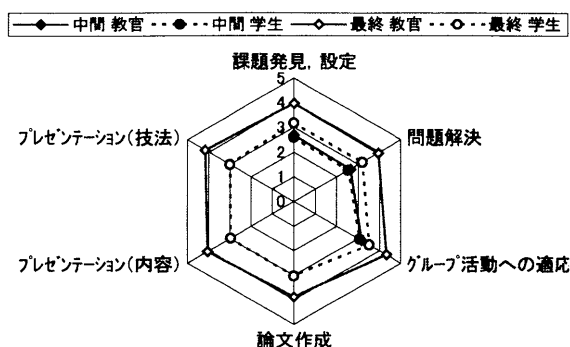 中間 教官 中間 学生 最終 教官 最終 学生
課題発見, 設定
5
4
3
2
1
0
プレゼンテーション(技法)
問題解決
プレゼンテーション(内容)
グループ活動への適応
論文作成